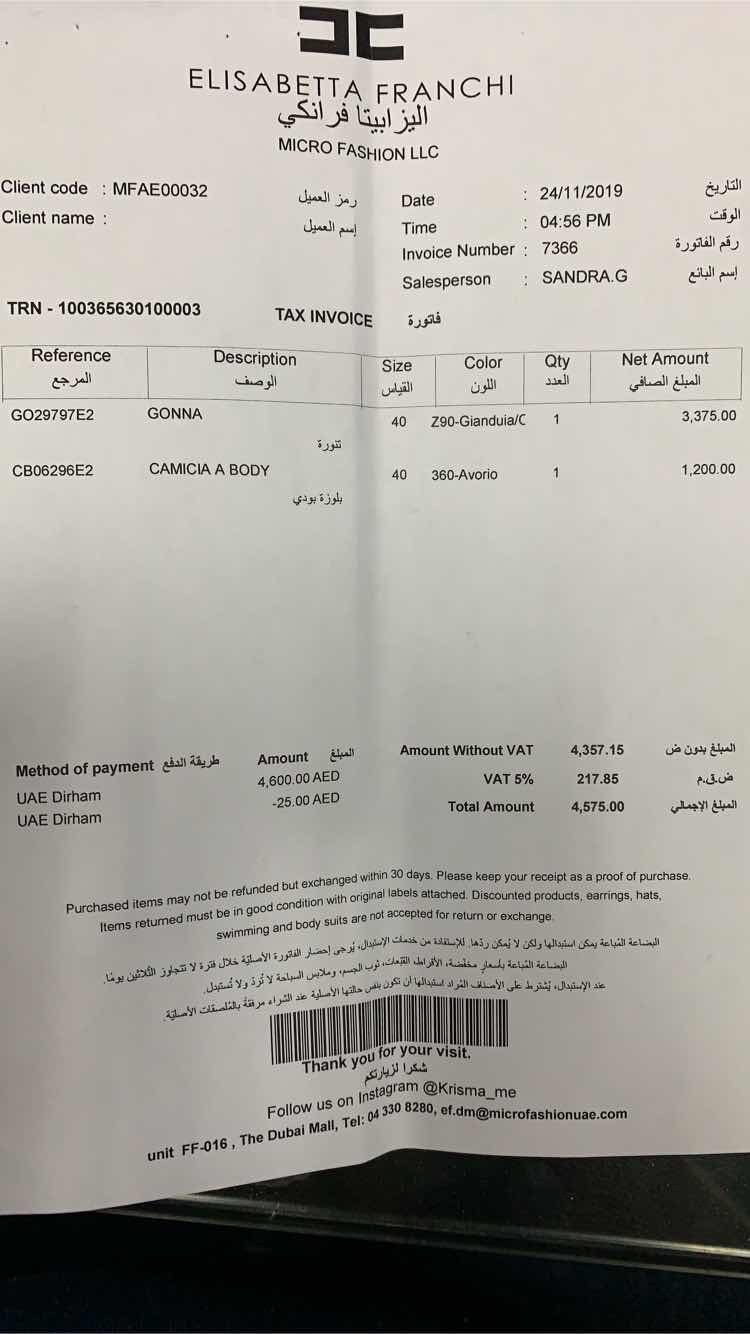 ELISABETTA FRANCHI
اليزابيتا فرانكي
MICRO FASHION LLC
Client code : MFAE00032 رمز العميل
Client name : إسم العميل
Date : 24/11/2019 التاريخ
Time : 04:56 PM الوقت
Invoice Number : 7366 رقم الفاتورة
Salesperson : SANDRA.G إسم البائع
TRN - 100365630100003 TAX INVOICE فاتورة
Reference Description Size Color Qty Net Amount
المرجع الوصف القياس اللون العدد المبلغ الصافي
GO29797E2 GONNA 40 Z90-Gianduia/C 1 3,375.00
تنورة
CB06296E2 CAMICIA A BODY 40 360-Avorio 1 1,200.00
بلوزة بودي
Method of payment طريقة الدفع Amount المبلغ
UAE Dirham 4,600.00 AED
UAE Dirham -25.00 AED
Amount Without VAT 4,357.15 المبلغ بدون ض
VAT 5% 217.85 ض.ق.م
Total Amount 4,575.00 المبلغ الإجمالي
Purchased items may not be refunded but exchanged within 30 days. Please keep your receipt as a proof of purchase.
Items returned must be in good condition with original labels attached. Discounted products, earrings, hats,
swimming and body suits are not accepted for return or exchange.
البضاعة المُباعة يمكن استبدالها ولكن لا يُمكن ردّها. للإستفادة من خدمات الإستبدال، يُرجى إحضار الفاتورة الأصليّة خلال فترة لا تتجاوز الثّلاثين يومًا.
البضاعة المُباعة بأسعارٍ مخفّضة، الأقراط، القبّعات، ثوب الجسم، وملابس السباحة لا تُردّ ولا تُستبدل.
عند الإستبدال، يُشترط على الأصناف المُراد استبدالها أن تكون بنفس حالتها الأصلية عند الشراء مرفقةً بالمُلصقات الأصليّة.
Thank you for your visit.
شكرا لزيارتكم
Follow us on Instagram @Krisma_me
unit FF-016 , The Dubai Mall, Tel: 04 330 8280, ef.dm@microfashionuae.com